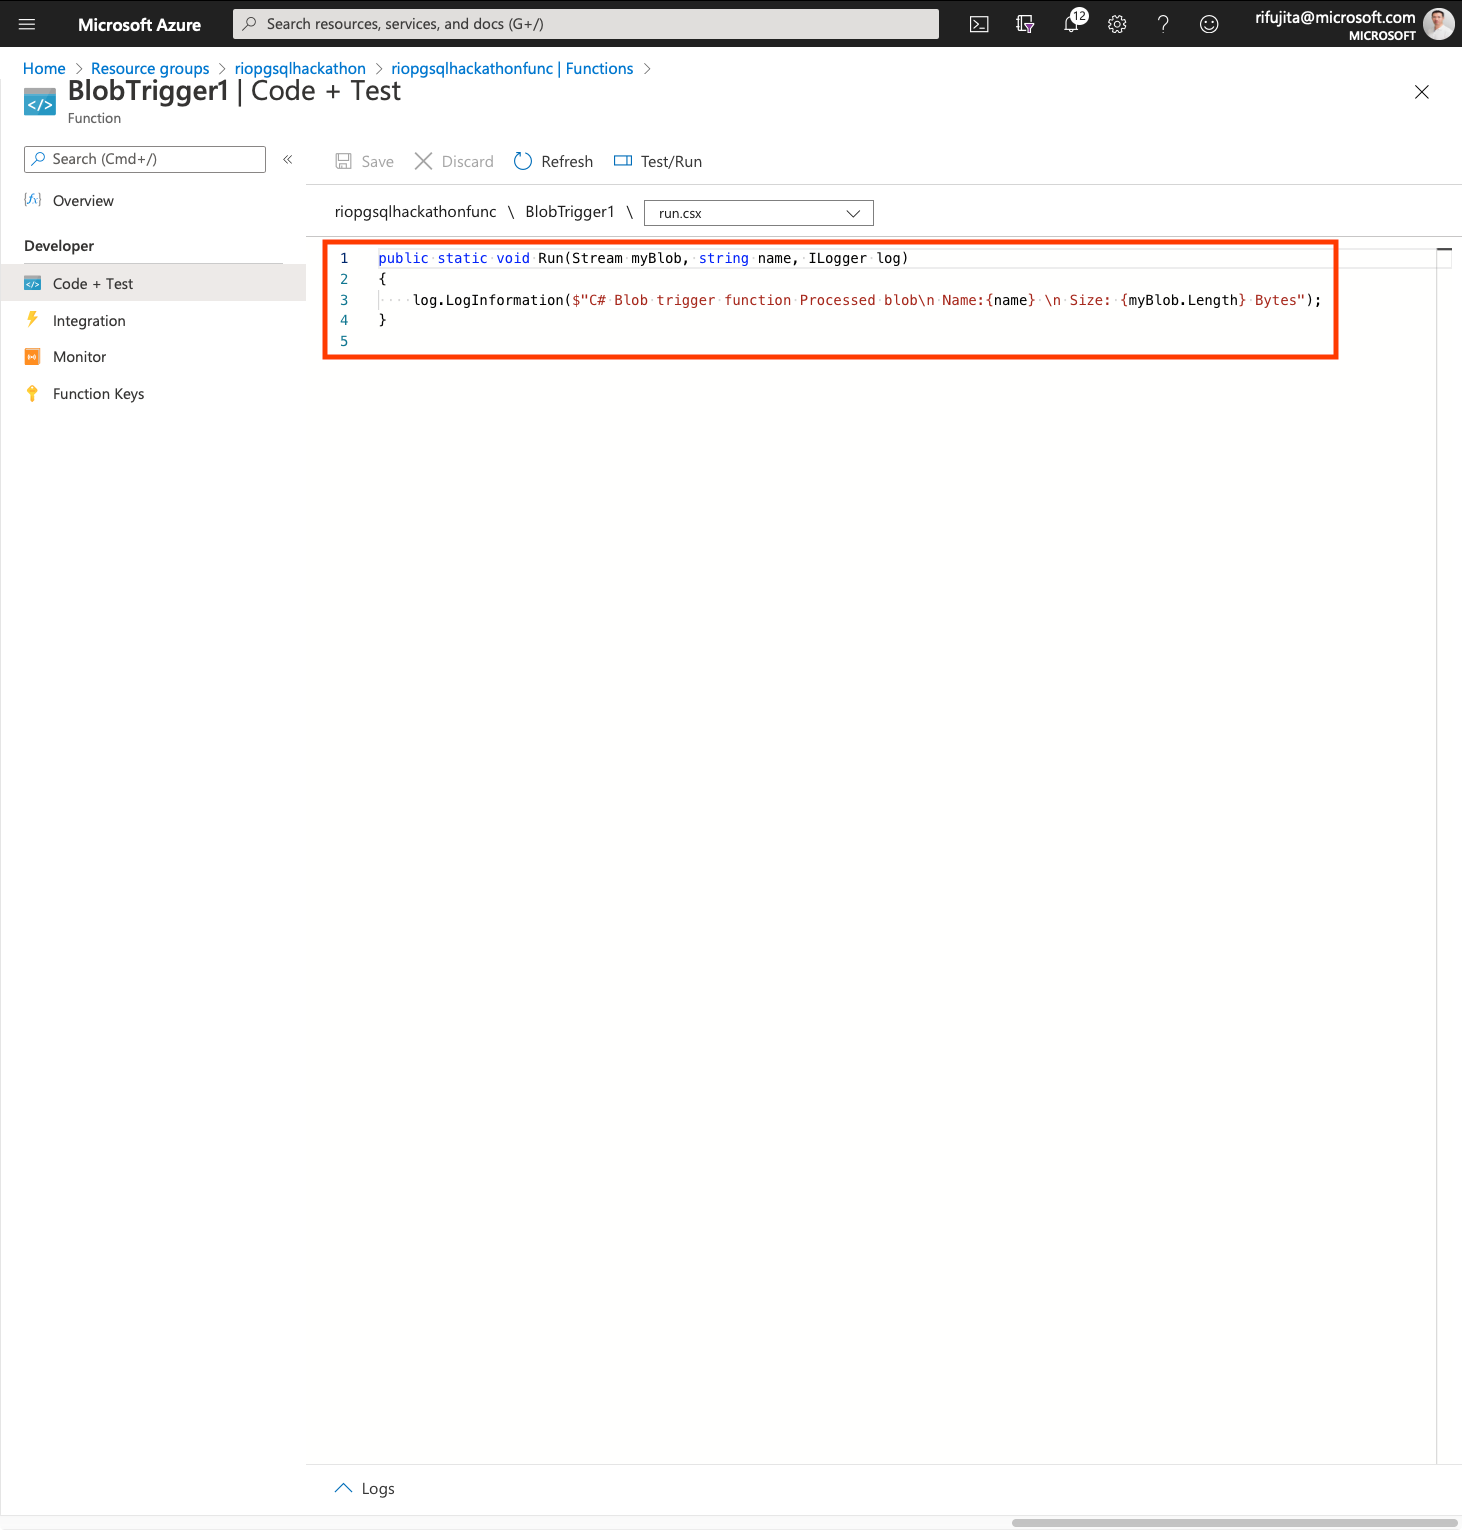 Microsoft Azure
Search resources, services, and docs (G+/)
12
rifujita@microsoft.com
MICROSOFT
Home > Resource groups > riopgsqlhackathon > riopgsqlhackathonfunc | Functions >
BlobTrigger1 | Code + Test
Function
Search (Cmd+/)
«
Save
Discard
Refresh
Test/Run
Overview
riopgsqlhackathonfunc \ BlobTrigger1 \ run.csx
Developer
Code + Test
Integration
Monitor
Function Keys
1 public static void Run(Stream myBlob, string name, ILogger log)
2 {
3     log.LogInformation($"C# Blob trigger function Processed blob\n Name:{name} \n Size: {myBlob.Length} Bytes");
4 }
5
Logs